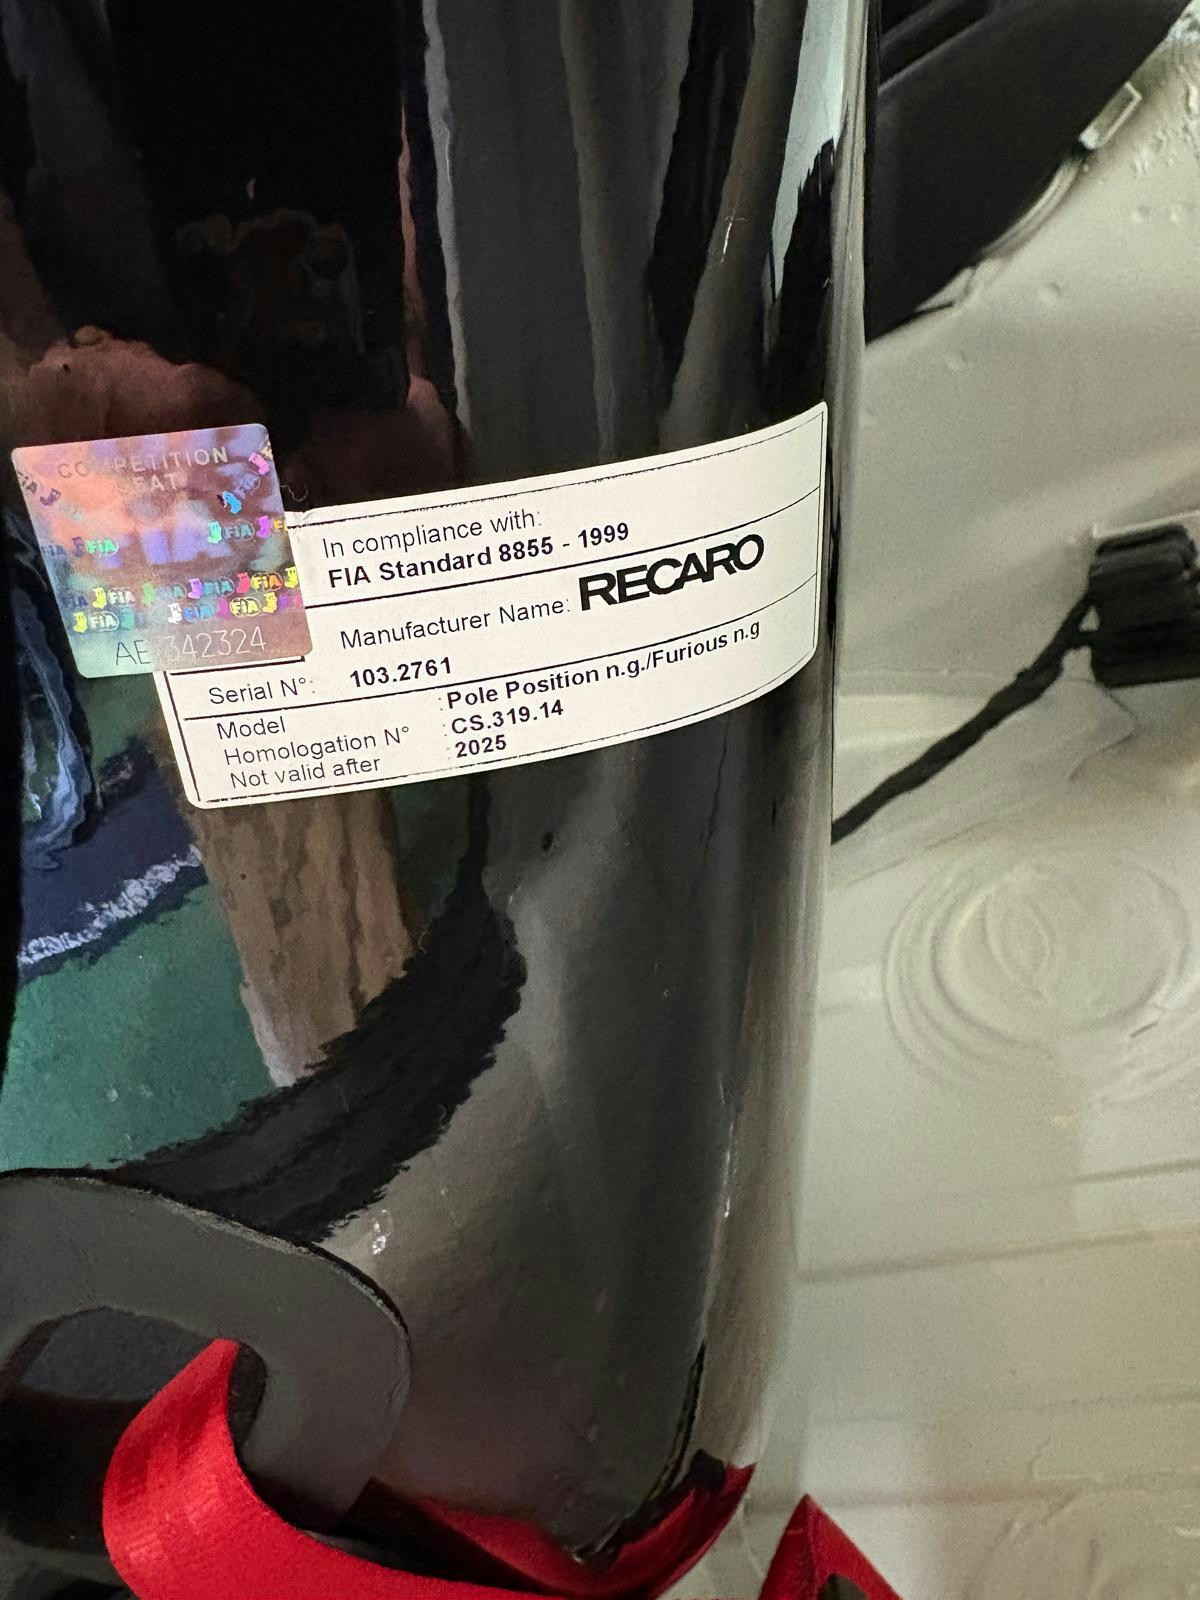 COMPETITION
SEAT
FIA
AE 342324
In compliance with:
FIA Standard 8855 - 1999
Manufacturer Name: RECARO
Serial N°: 103.2761
Model : Pole Position n.g./Furious n.g
Homologation N° : CS.319.14
Not valid after : 2025